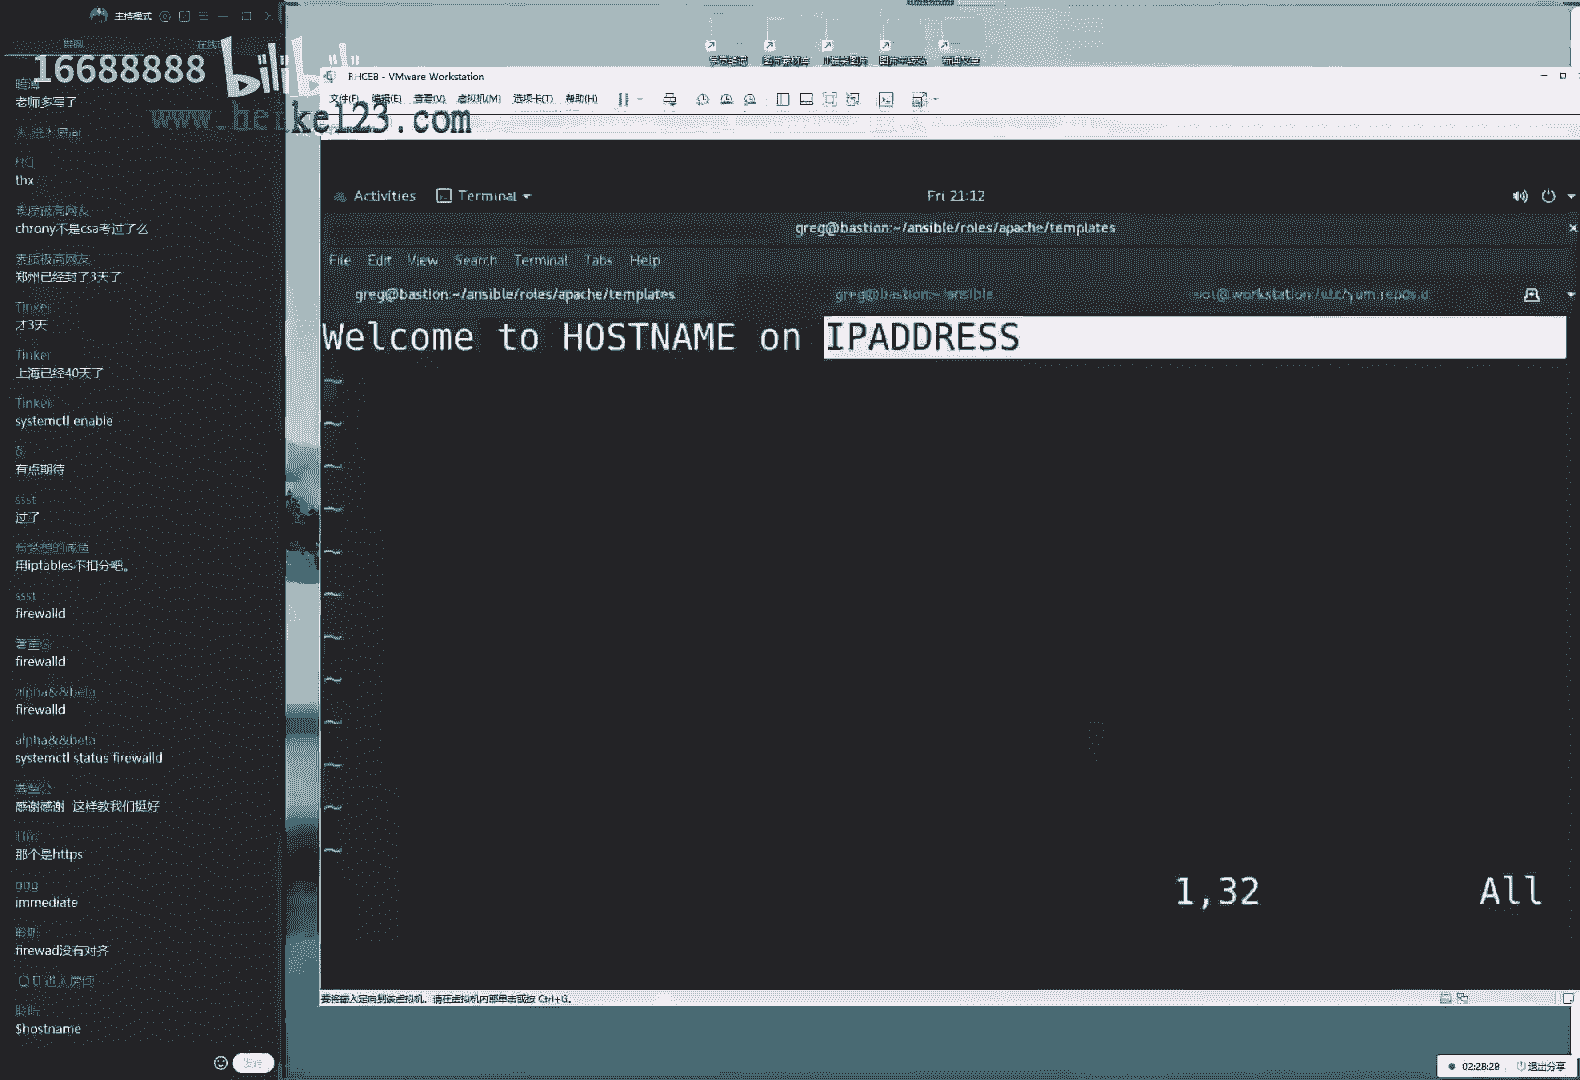 主持模式
16688888
bilibili
www.heike123.com
老师多写了
thx
素质极高网友
chrony不是csa考过了么
素质极高网友
郑州已经封了3天了
Tinker
才3天
Tinker
上海已经40天了
Tinker
systemctl enable
有点期待
ssst
过了
用iptables不扣分吧。
ssst
firewalld
firewalld
alpha&&beta
firewalld
alpha&&beta
systemctl status firewalld
感谢感谢 这样教我们挺好
那个是https
immediate
firewad没有对齐
$hostname
RHCE8 - VMware Workstation
文件(F) 编辑(E) 查看(V) 虚拟机(M) 选项卡(T) 帮助(H)
Activities Terminal Fri 21:12
greg@bastion:~/ansible/roles/apache/templates
File Edit View Search Terminal Tabs Help
greg@bastion:~/ansible/roles/apache/templates greg@bastion:~/ansible root@workstation:/etc/yum.repos.d
Welcome to HOSTNAME on IPADDRESS
~
~
~
~
~
~
~
~
~
~
~
~
1,32 All
要将输入定向到该虚拟机，请在虚拟机内部单击或按 Ctrl+G。
02:28:20 退出分享